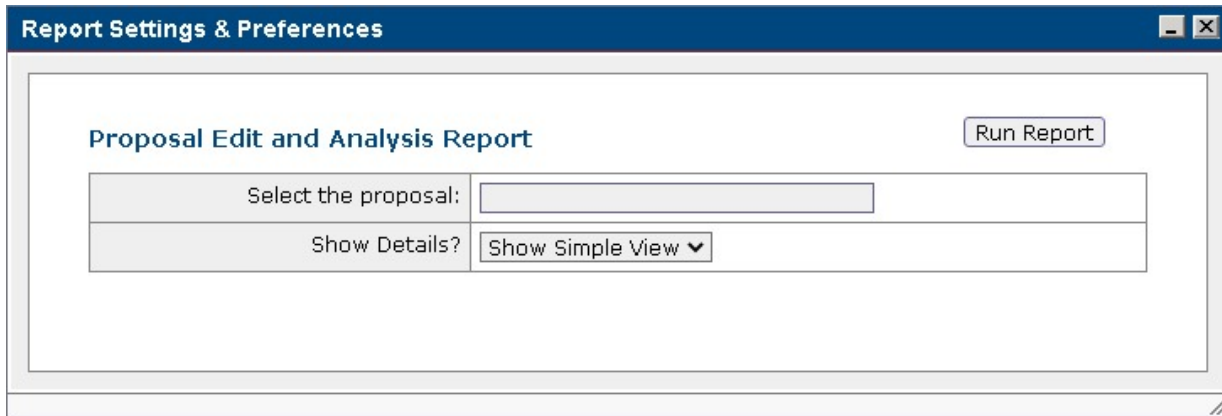 Report Settings & Preferences
Proposal Edit and Analysis Report
Run Report
Select the proposal:
Show Details?
Show Simple View